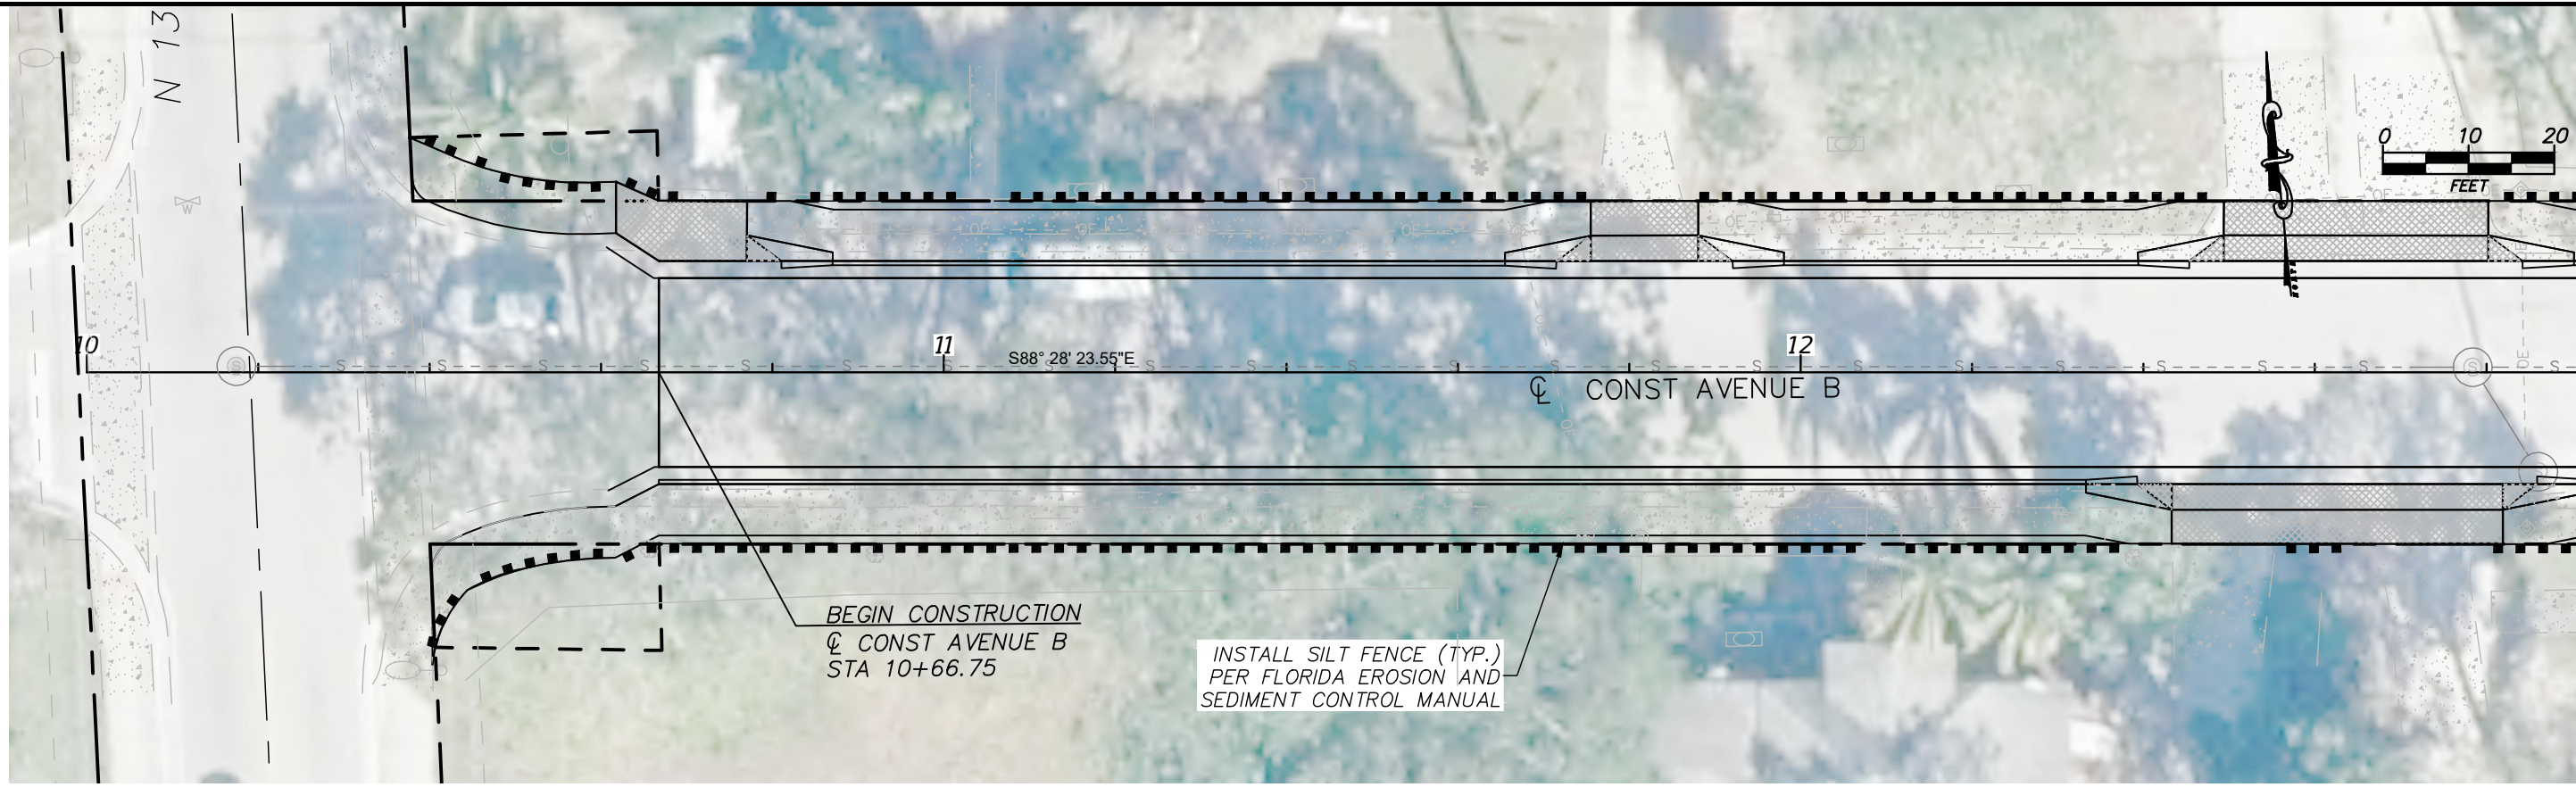 N 13
0 10 20
FEET
10
11
12
S88° 28' 23.55"E
℄ CONST AVENUE B
BEGIN CONSTRUCTION
℄ CONST AVENUE B
STA 10+66.75
INSTALL SILT FENCE (TYP.)
PER FLORIDA EROSION AND
SEDIMENT CONTROL MANUAL